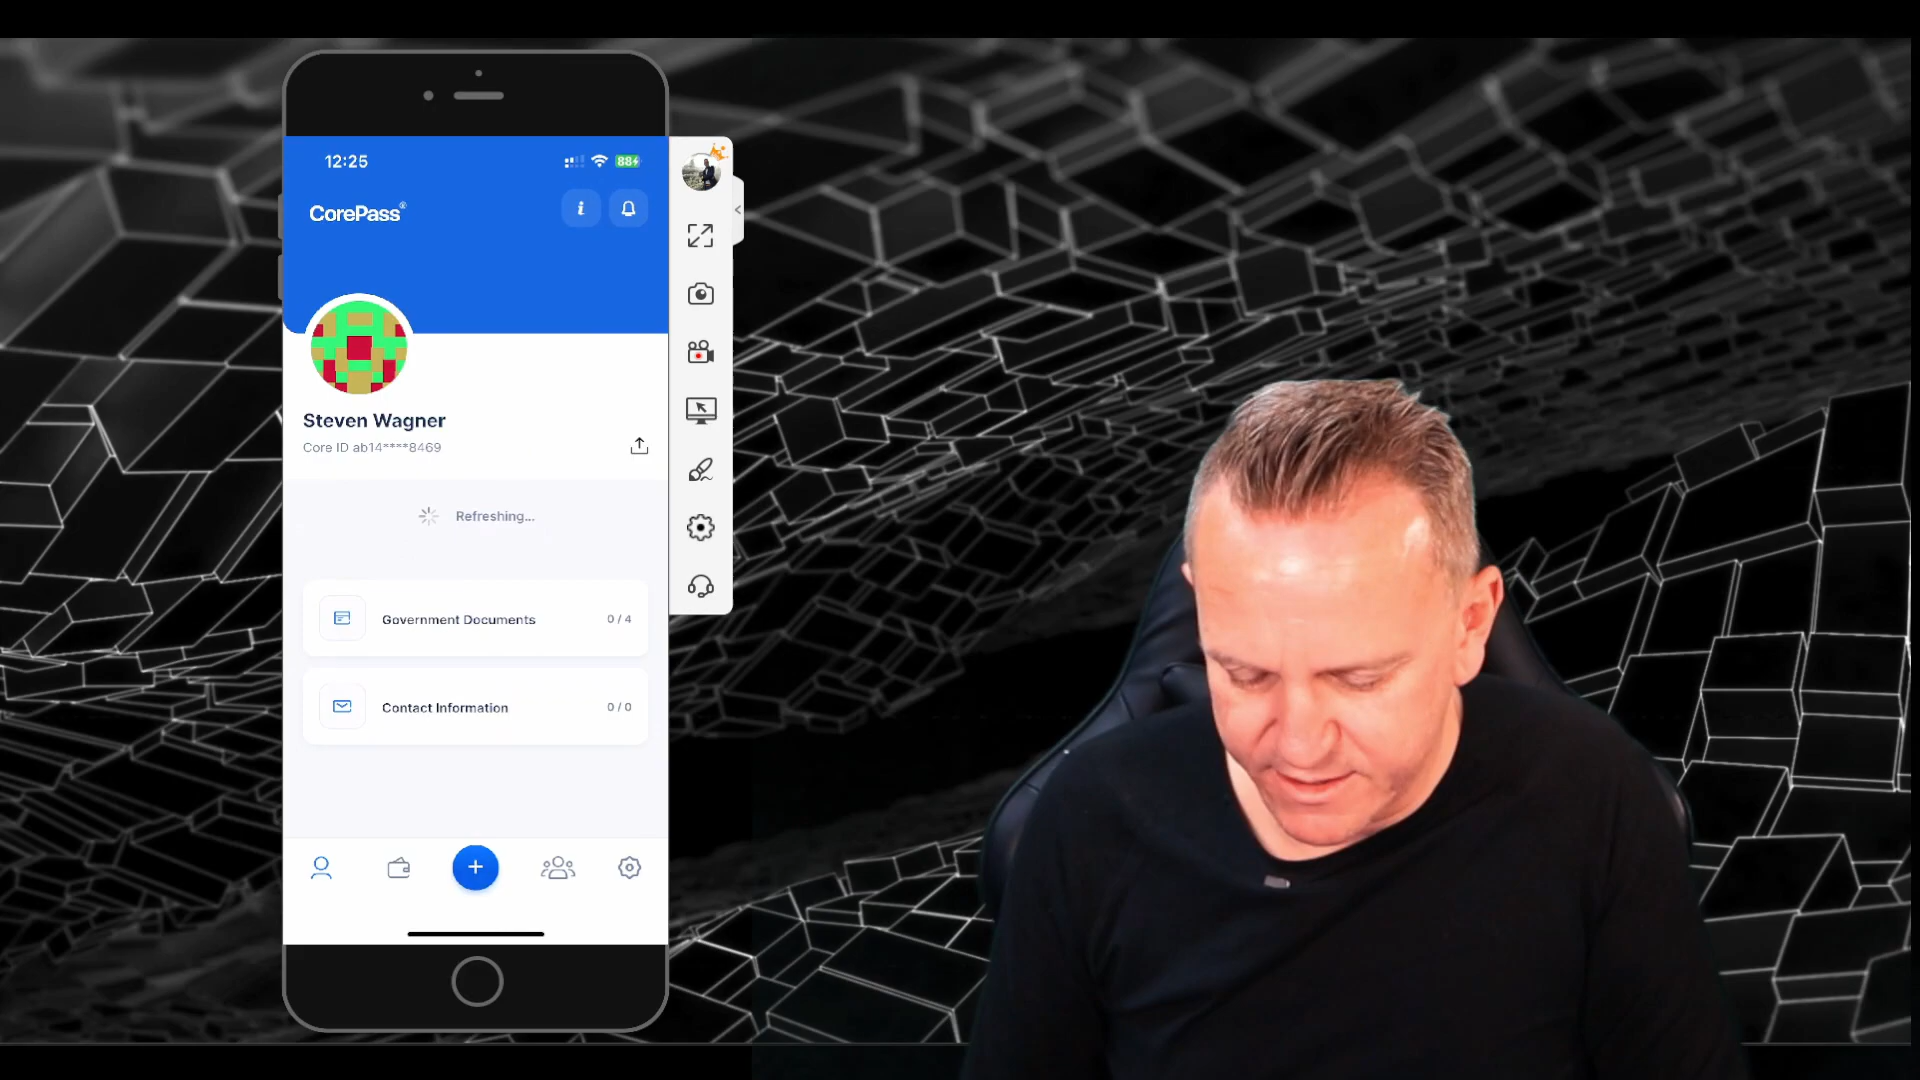 12:25
88
CorePass®
Steven Wagner
Core ID ab14****8469
Refreshing...
Government Documents 0 / 4
Contact Information 0 / 0